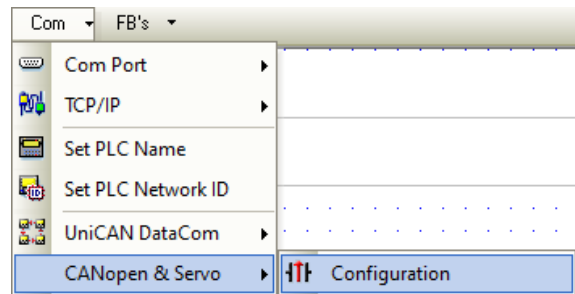 Com FB's
Com Port
TCP/IP
Set PLC Name
Set PLC Network ID
UniCAN DataCom
CANopen & Servo Configuration